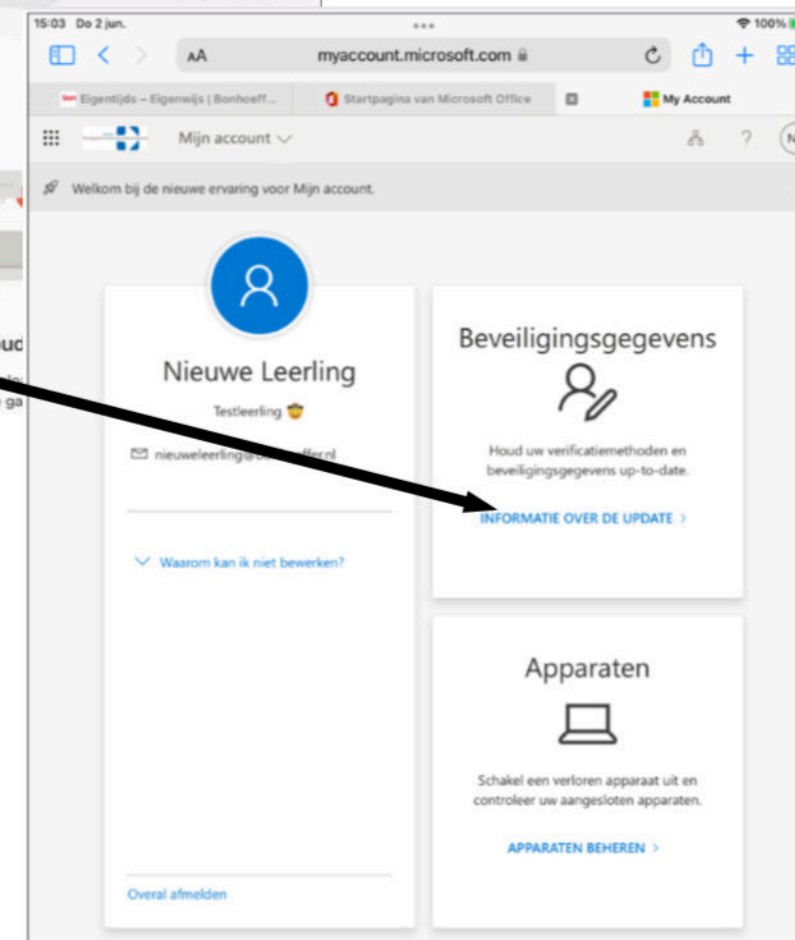 15:03 Do 2 jun.
100%
AA
myaccount.microsoft.com
Eigentijds – Eigenwijs | Bonhoeff...
Startpagina van Microsoft Office
My Account
Mijn account
?
N
Welkom bij de nieuwe ervaring voor Mijn account.
oud
ga
Nieuwe Leerling
Testleerling
Waarom kan ik niet bewerken?
Overal afmelden
Beveiligingsgegevens
Houd uw verificatiemethoden en
beveiligingsgegevens up-to-date.
INFORMATIE OVER DE UPDATE >
Apparaten
Schakel een verloren apparaat uit en
controleer uw aangesloten apparaten.
APPARATEN BEHEREN >